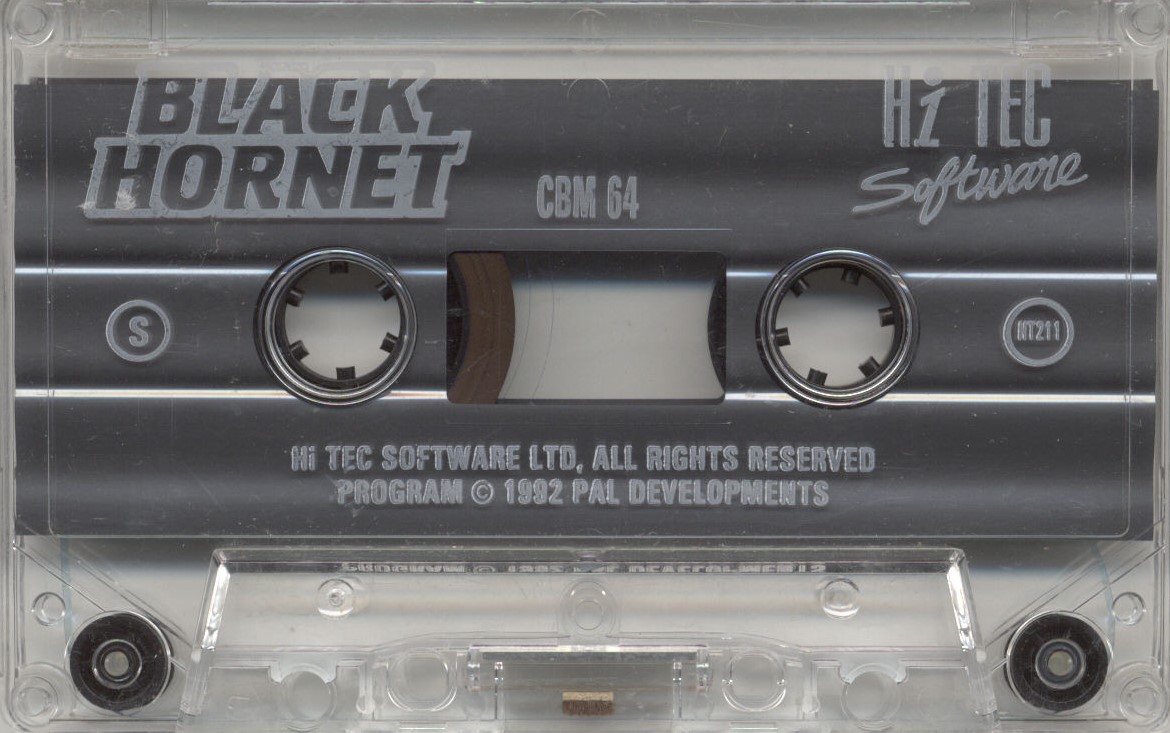 BLACK
HORNET
Hi TEC
Software
CBM 64
S
HT211
Hi TEC SOFTWARE LTD, ALL RIGHTS RESERVED
PROGRAM © 1992 PAL DEVELOPMENTS